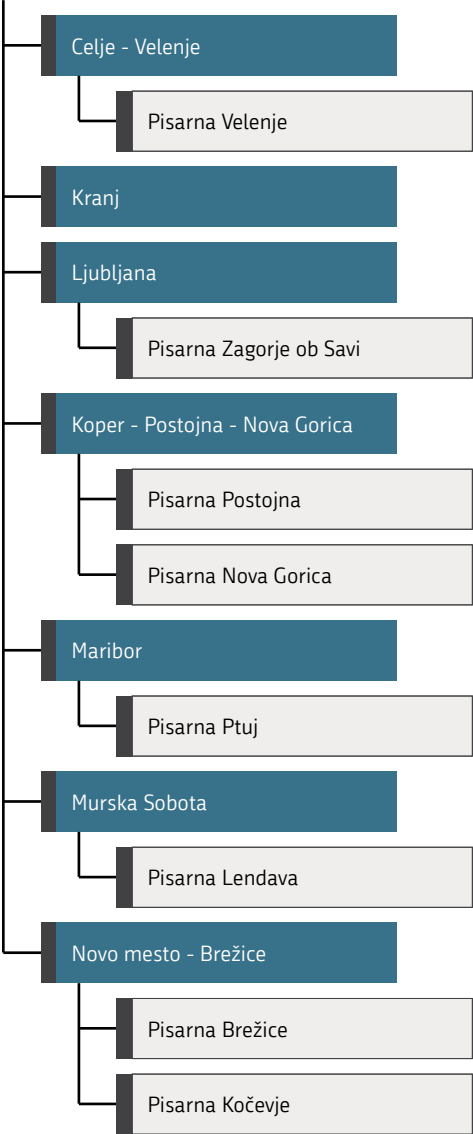 Celje - Velenje
Pisarna Velenje
Kranj
Ljubljana
Pisarna Zagorje ob Savi
Koper - Postojna - Nova Gorica
Pisarna Postojna
Pisarna Nova Gorica
Maribor
Pisarna Ptuj
Murska Sobota
Pisarna Lendava
Novo mesto - Brežice
Pisarna Brežice
Pisarna Kočevje